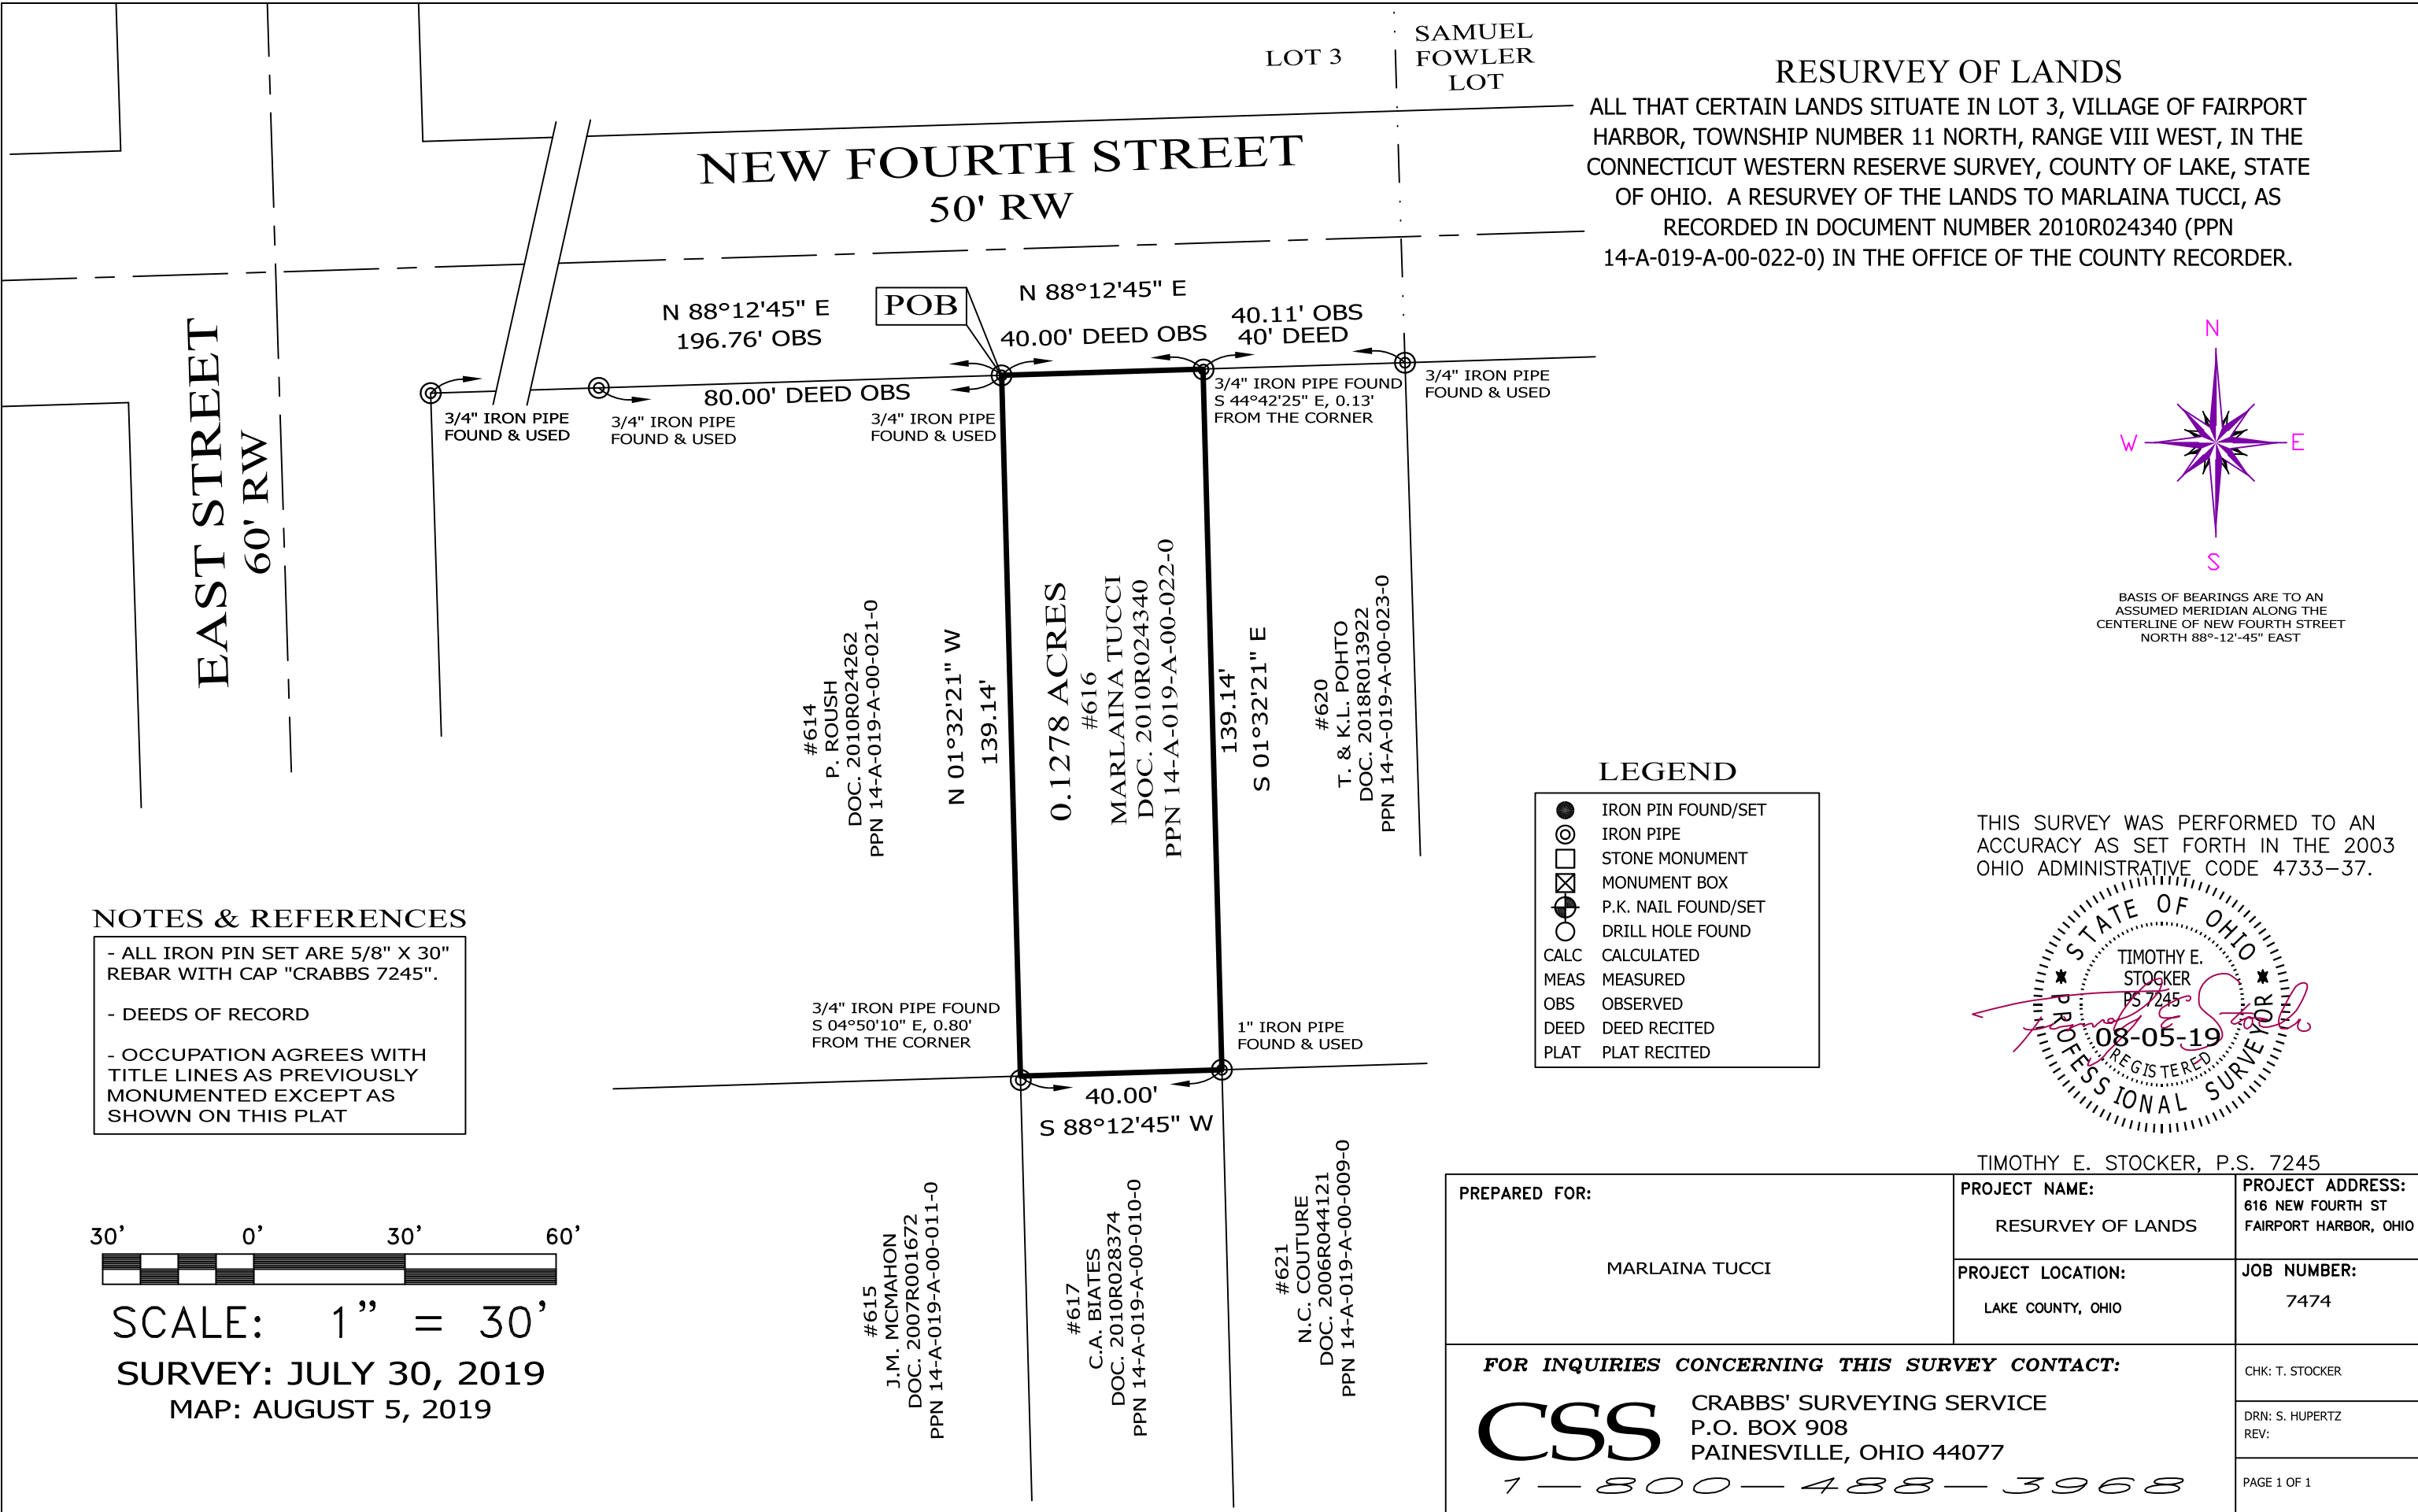 LOT 3
SAMUEL
FOWLER
LOT
RESURVEY OF LANDS
ALL THAT CERTAIN LANDS SITUATE IN LOT 3, VILLAGE OF FAIRPORT
HARBOR, TOWNSHIP NUMBER 11 NORTH, RANGE VIII WEST, IN THE
CONNECTICUT WESTERN RESERVE SURVEY, COUNTY OF LAKE, STATE
OF OHIO. A RESURVEY OF THE LANDS TO MARLAINA TUCCI, AS
RECORDED IN DOCUMENT NUMBER 2010R024340 (PPN
14-A-019-A-00-022-0) IN THE OFFICE OF THE COUNTY RECORDER.
NEW FOURTH STREET
50' RW
EAST STREET
60' RW
N 88°12'45" E
196.76' OBS
POB
N 88°12'45" E
40.00' DEED OBS
40.11' OBS
40' DEED
80.00' DEED OBS
3/4" IRON PIPE
FOUND & USED
3/4" IRON PIPE
FOUND & USED
3/4" IRON PIPE
FOUND & USED
3/4" IRON PIPE FOUND
S 44°42'25" E, 0.13'
FROM THE CORNER
3/4" IRON PIPE
FOUND & USED
N
W
E
S
BASIS OF BEARINGS ARE TO AN
ASSUMED MERIDIAN ALONG THE
CENTERLINE OF NEW FOURTH STREET
NORTH 88°-12'-45" EAST
#614
P. ROUSH
DOC. 2010R024262
PPN 14-A-019-A-00-021-0
N 01°32'21" W
139.14'
0.1278 ACRES
#616
MARLAINA TUCCI
DOC. 2010R024340
PPN 14-A-019-A-00-022-0
139.14'
S 01°32'21" E
#620
T. & K.L. POHTO
DOC. 2018R013922
PPN 14-A-019-A-00-023-0
LEGEND
IRON PIN FOUND/SET
IRON PIPE
STONE MONUMENT
MONUMENT BOX
P.K. NAIL FOUND/SET
DRILL HOLE FOUND
CALC CALCULATED
MEAS MEASURED
OBS OBSERVED
DEED DEED RECITED
PLAT PLAT RECITED
THIS SURVEY WAS PERFORMED TO AN
ACCURACY AS SET FORTH IN THE 2003
OHIO ADMINISTRATIVE CODE 4733-37.
STATE OF OHIO
TIMOTHY E.
STOCKER
PS 7245
08-05-19
REGISTERED
PROFESSIONAL SURVEYOR
Timothy E Stocker
TIMOTHY E. STOCKER, P.S. 7245
NOTES & REFERENCES
- ALL IRON PIN SET ARE 5/8" X 30"
REBAR WITH CAP "CRABBS 7245".
- DEEDS OF RECORD
- OCCUPATION AGREES WITH
TITLE LINES AS PREVIOUSLY
MONUMENTED EXCEPT AS
SHOWN ON THIS PLAT
3/4" IRON PIPE FOUND
S 04°50'10" E, 0.80'
FROM THE CORNER
1" IRON PIPE
FOUND & USED
40.00'
S 88°12'45" W
#615
J.M. MCMAHON
DOC. 2007R001672
PPN 14-A-019-A-00-011-0
#617
C.A. BIATES
DOC. 2010R028374
PPN 14-A-019-A-00-010-0
#621
N.C. COUTURE
DOC. 2006R044121
PPN 14-A-019-A-00-009-0
30' 0' 30' 60'
SCALE: 1" = 30'
SURVEY: JULY 30, 2019
MAP: AUGUST 5, 2019
PREPARED FOR:
MARLAINA TUCCI
PROJECT NAME:
RESURVEY OF LANDS
PROJECT ADDRESS:
616 NEW FOURTH ST
FAIRPORT HARBOR, OHIO
PROJECT LOCATION:
LAKE COUNTY, OHIO
JOB NUMBER:
7474
FOR INQUIRIES CONCERNING THIS SURVEY CONTACT:
CSS
CRABBS' SURVEYING SERVICE
P.O. BOX 908
PAINESVILLE, OHIO 44077
1-800-488-3968
CHK: T. STOCKER
DRN: S. HUPERTZ
REV:
PAGE 1 OF 1